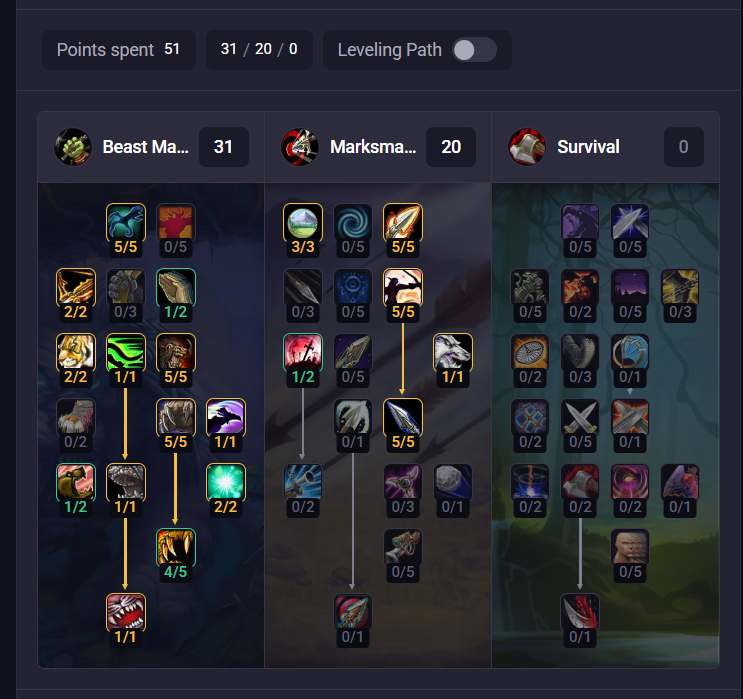 Points spent 51 31 / 20 / 0 Leveling Path
Beast Ma... 31 Marksma... 20 Survival 0
5/5 0/5 3/3 0/5 5/5 0/5 0/5
2/2 0/3 1/2 0/3 0/5 5/5 0/5 0/2 0/5 0/3
2/2 1/1 5/5 1/2 0/5 1/1 0/2 0/3 0/1
0/2 5/5 1/1 0/1 5/5 0/2 0/5 0/1
1/2 1/1 2/2 0/2 0/3 0/1 0/2 0/2 0/2 0/1
4/5 0/5 0/5
1/1 0/1 0/1